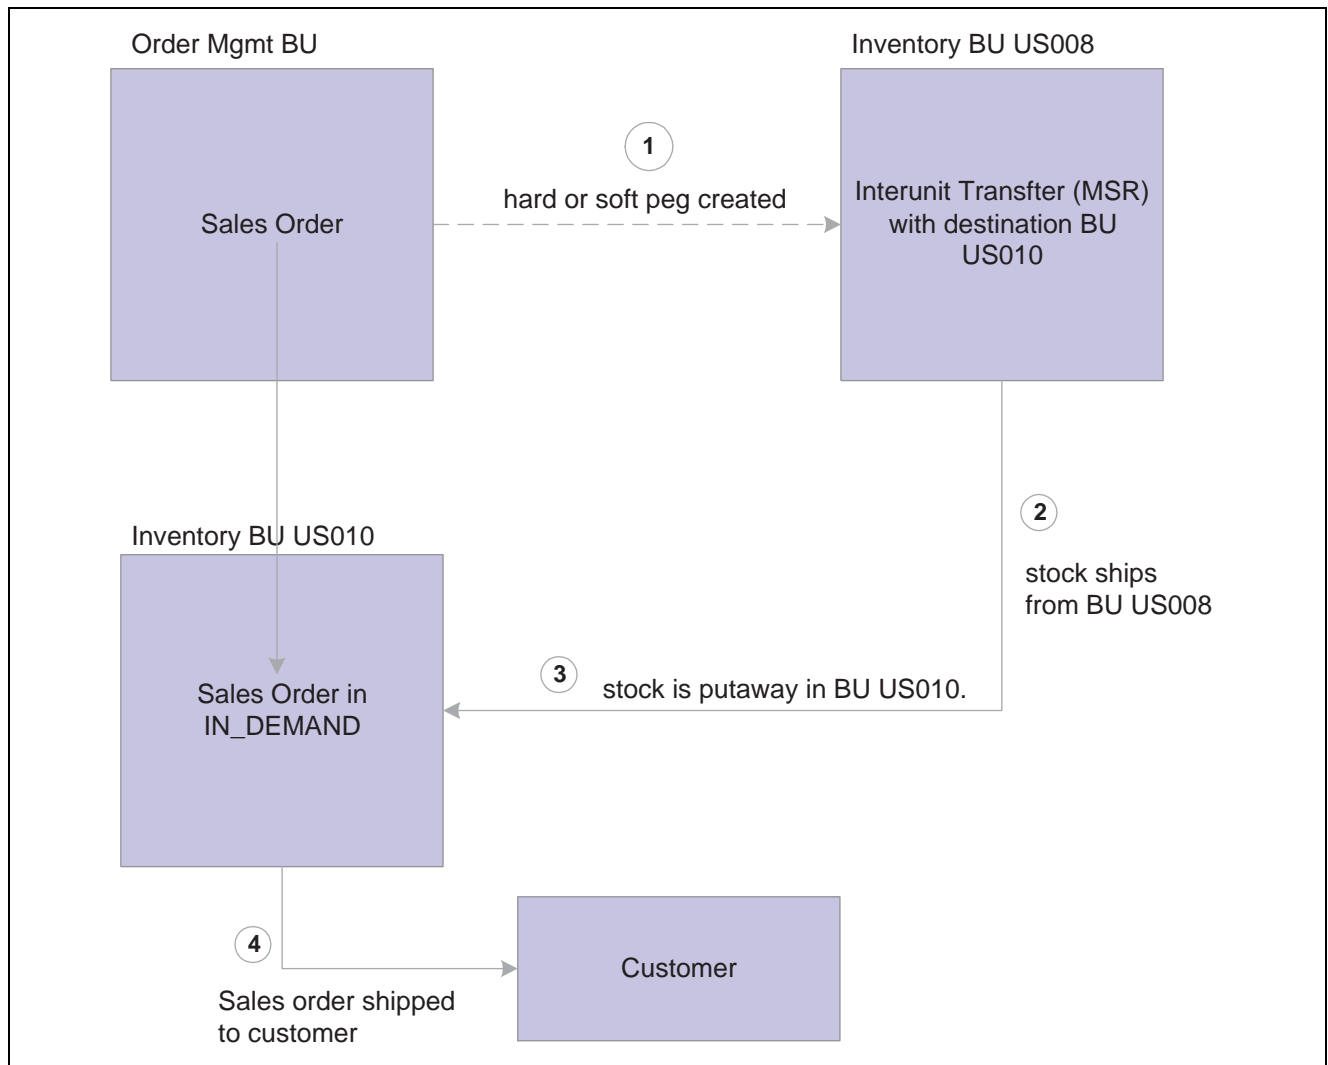 Order Mgmt BU
Inventory BU US008
Sales Order
1
hard or soft peg created
Interunit Transfter (MSR)
with destination BU
US010
2
stock ships
from BU US008
Inventory BU US010
3
stock is putaway in BU US010.
Sales Order in
IN_DEMAND
4
Sales order shipped
to customer
Customer